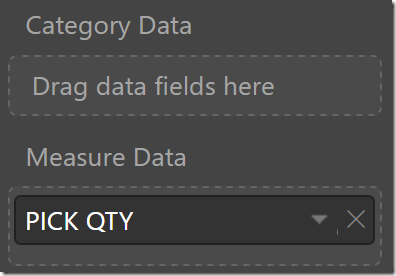 Category Data
Drag data fields here
Measure Data
PICK QTY